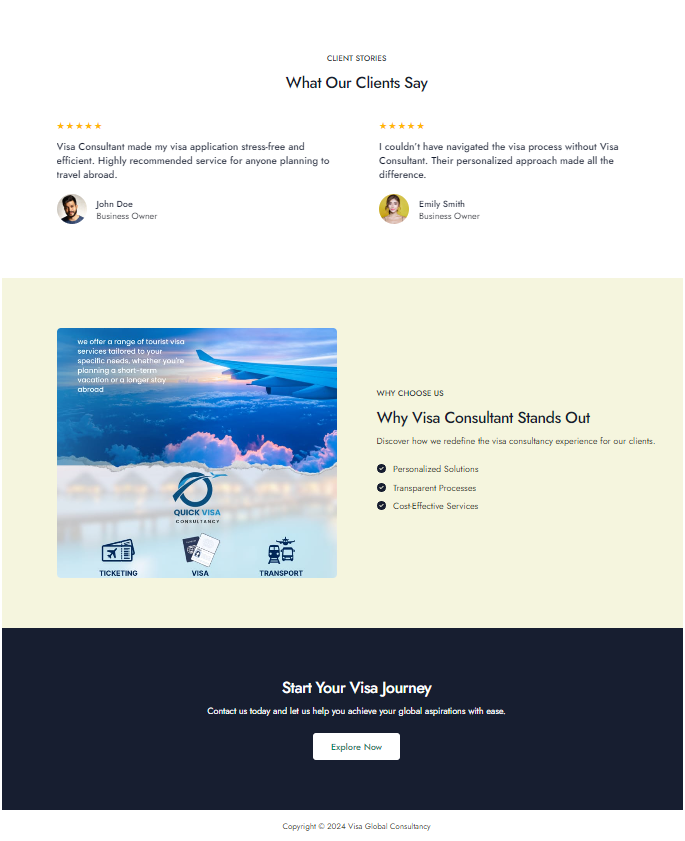 CLIENT STORIES
What Our Clients Say
★★★★★
Visa Consultant made my visa application stress-free and
efficient. Highly recommended service for anyone planning to
travel abroad.
John Doe
Business Owner
★★★★★
I couldn't have navigated the visa process without Visa
Consultant. Their personalized approach made all the
difference.
Emily Smith
Business Owner
we offer a range of tourist visa
services tailored to your
specific needs, whether you're
planning a short-term
vacation or a longer stay
abroad
QUICK VISA
CONSULTANCY
TICKETING
VISA
TRANSPORT
WHY CHOOSE US
Why Visa Consultant Stands Out
Discover how we redefine the visa consultancy experience for our clients.
Personalized Solutions
Transparent Processes
Cost-Effective Services
Start Your Visa Journey
Contact us today and let us help you achieve your global aspirations with ease.
Explore Now
Copyright © 2024 Visa Global Consultancy